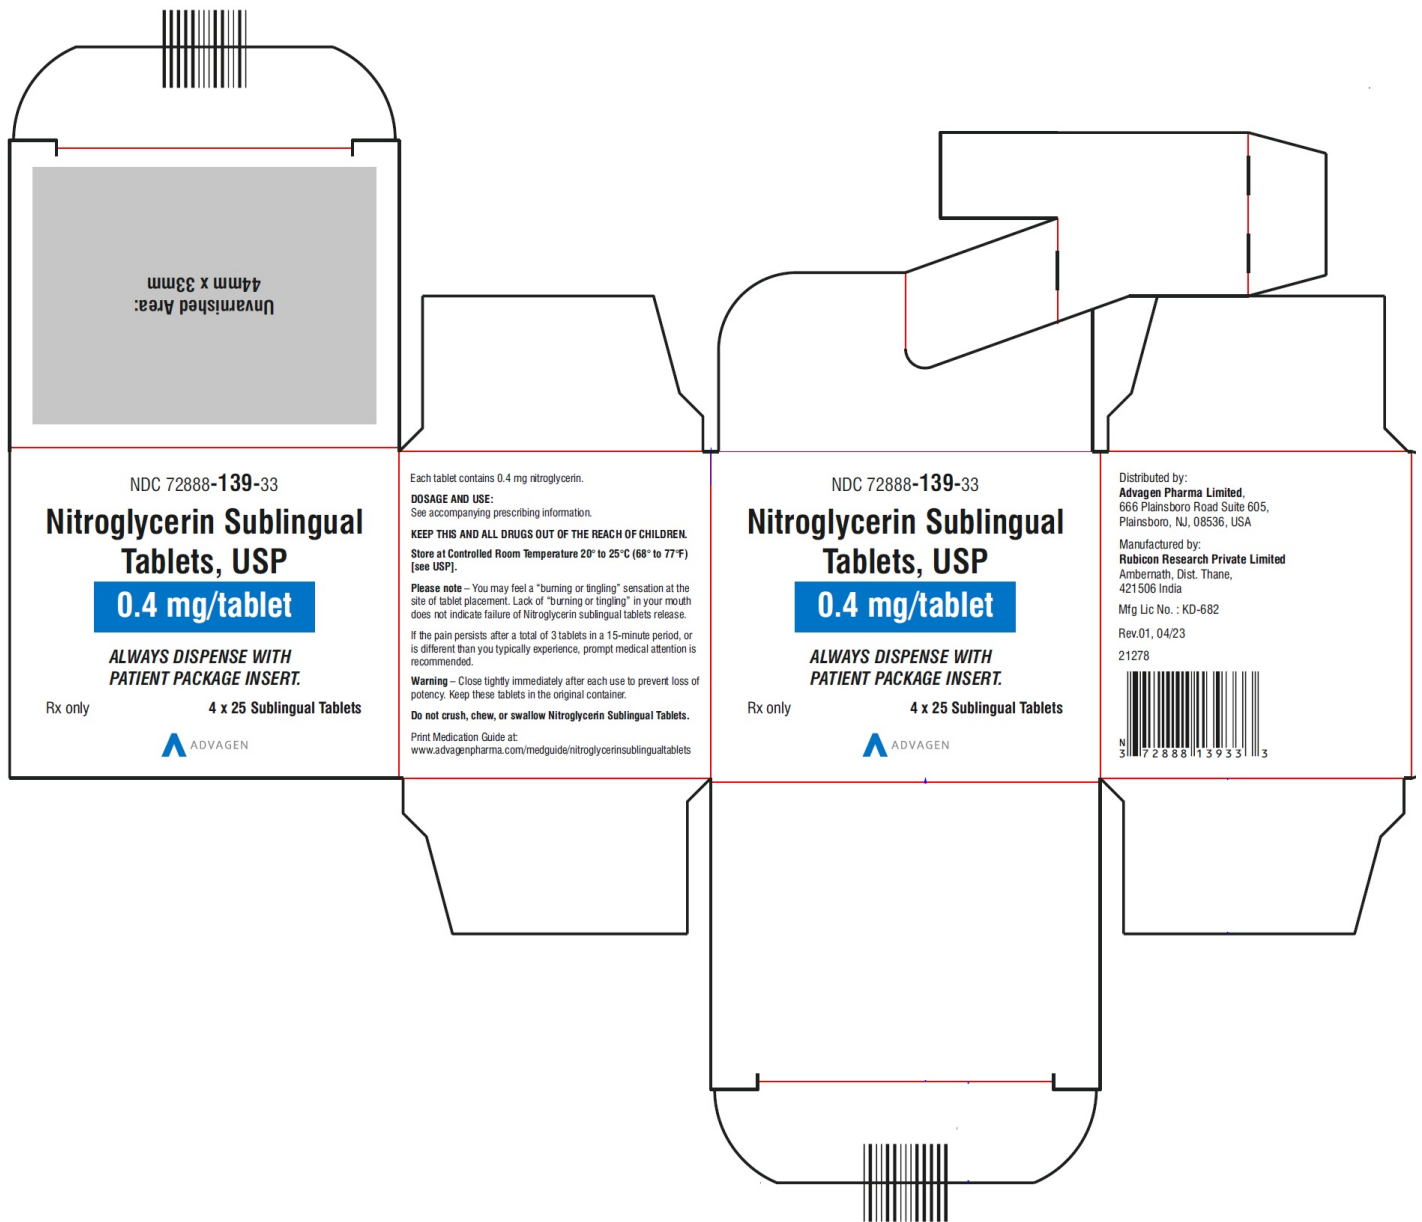 Unvarnished Area:
44mm x 33mm
NDC 72888-139-33
Nitroglycerin Sublingual
Tablets, USP
0.4 mg/tablet
ALWAYS DISPENSE WITH
PATIENT PACKAGE INSERT.
Rx only 4 x 25 Sublingual Tablets
ADVAGEN
Each tablet contains 0.4 mg nitroglycerin.
DOSAGE AND USE:
See accompanying prescribing information.
KEEP THIS AND ALL DRUGS OUT OF THE REACH OF CHILDREN.
Store at Controlled Room Temperature 20° to 25°C (68° to 77°F)
[see USP].
Please note – You may feel a “burning or tingling” sensation at the
site of tablet placement. Lack of “burning or tingling” in your mouth
does not indicate failure of Nitroglycerin sublingual tablets release.
If the pain persists after a total of 3 tablets in a 15-minute period, or
is different than you typically experience, prompt medical attention is
recommended.
Warning – Close tightly immediately after each use to prevent loss of
potency. Keep these tablets in the original container.
Do not crush, chew, or swallow Nitroglycerin Sublingual Tablets.
Print Medication Guide at:
www.advagenpharma.com/medguide/nitroglycerinsublingualtablets
NDC 72888-139-33
Nitroglycerin Sublingual
Tablets, USP
0.4 mg/tablet
ALWAYS DISPENSE WITH
PATIENT PACKAGE INSERT.
Rx only 4 x 25 Sublingual Tablets
ADVAGEN
Distributed by:
Advagen Pharma Limited,
666 Plainsboro Road Suite 605,
Plainsboro, NJ, 08536, USA
Manufactured by:
Rubicon Research Private Limited
Ambernath, Dist. Thane,
421506 India
Mfg Lic No. : KD-682
Rev.01, 04/23
21278
N
3 72888 13933 3